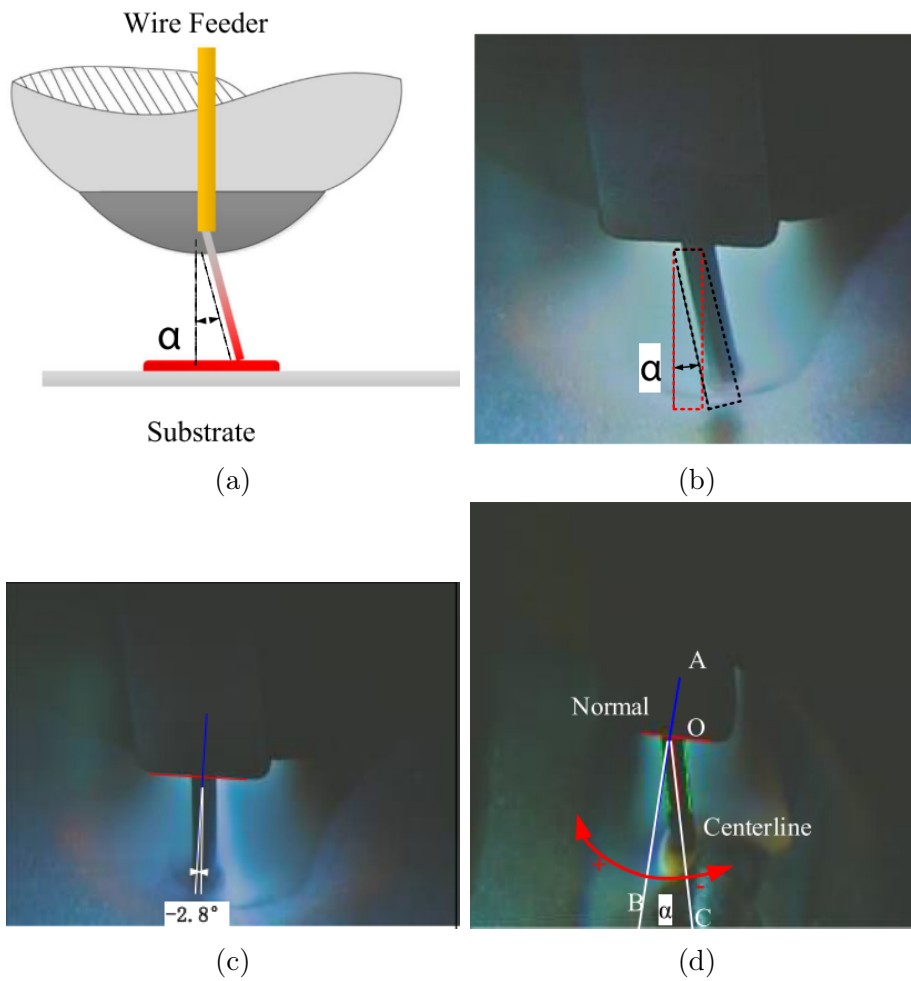 Wire Feeder
α
Substrate
(a)
α
(b)
-2.8°
(c)
A
Normal
O
Centerline
+
-
B
α
C
(d)